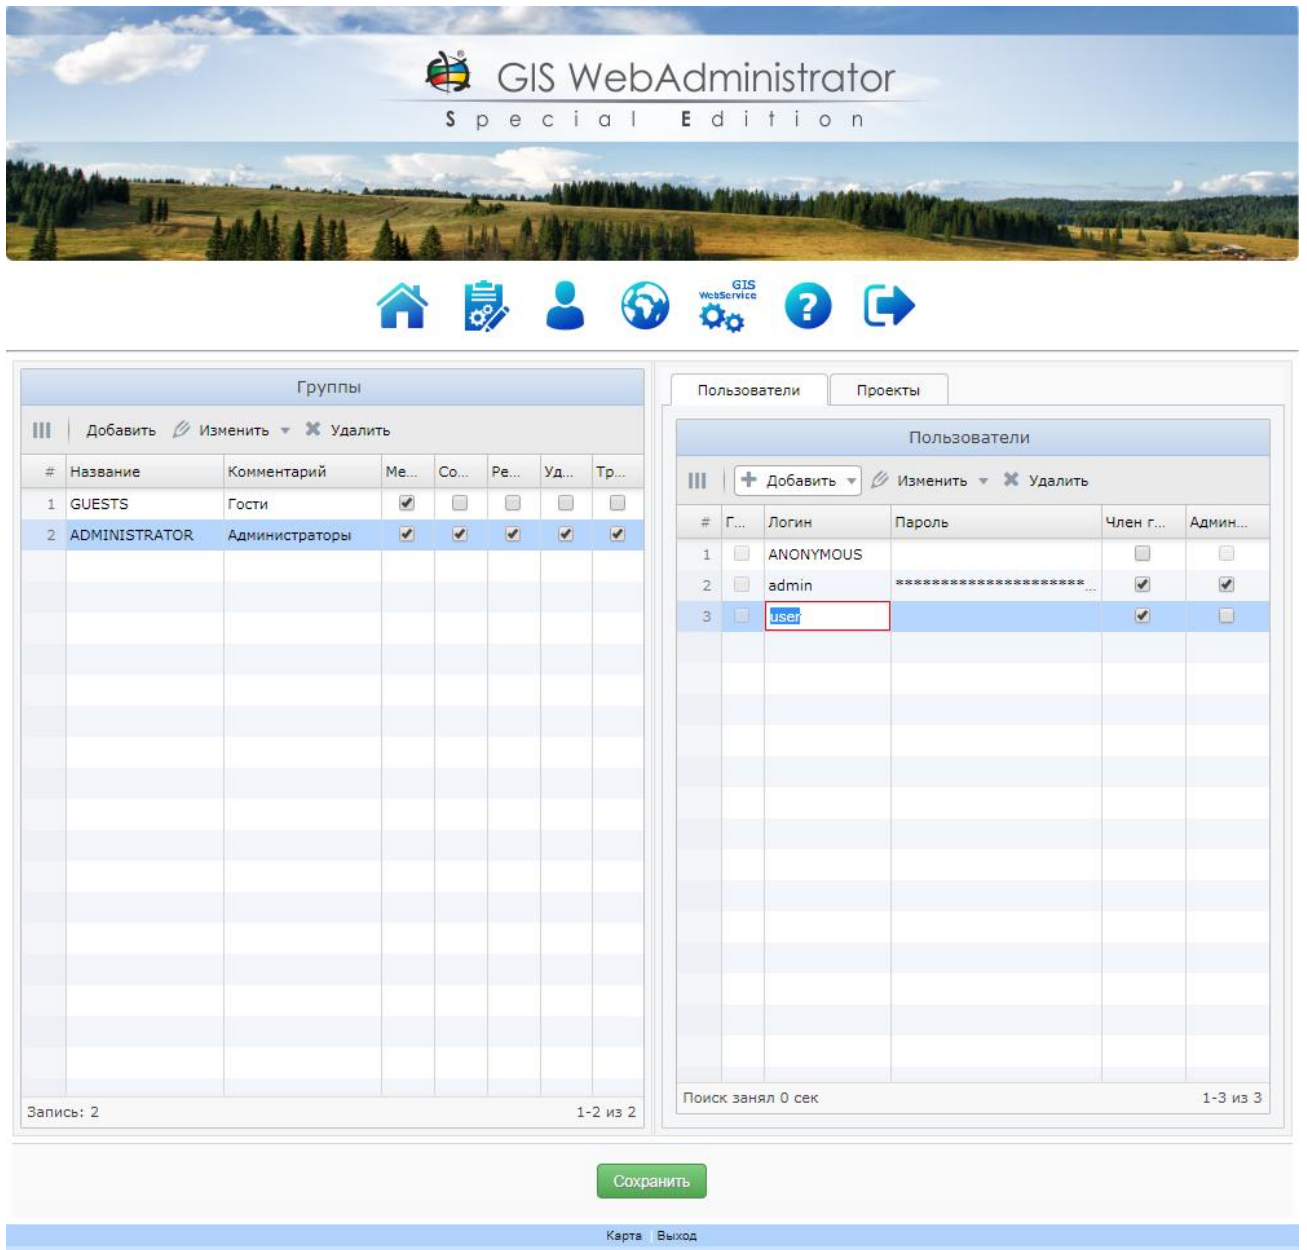 GIS WebAdministrator
Special Edition
GIS
WebService
?
Группы
Добавить Изменить Удалить
# Название Комментарий Ме... Со... Ре... Уд... Тр...
1 GUESTS Гости
2 ADMINISTRATOR Администраторы
Запись: 2 1-2 из 2
Пользователи Проекты
Пользователи
Добавить Изменить Удалить
# Г... Логин Пароль Член г... Админ...
1 ANONYMOUS
2 admin **********************...
3 user
Поиск занял 0 сек 1-3 из 3
Сохранить
Карта Выход